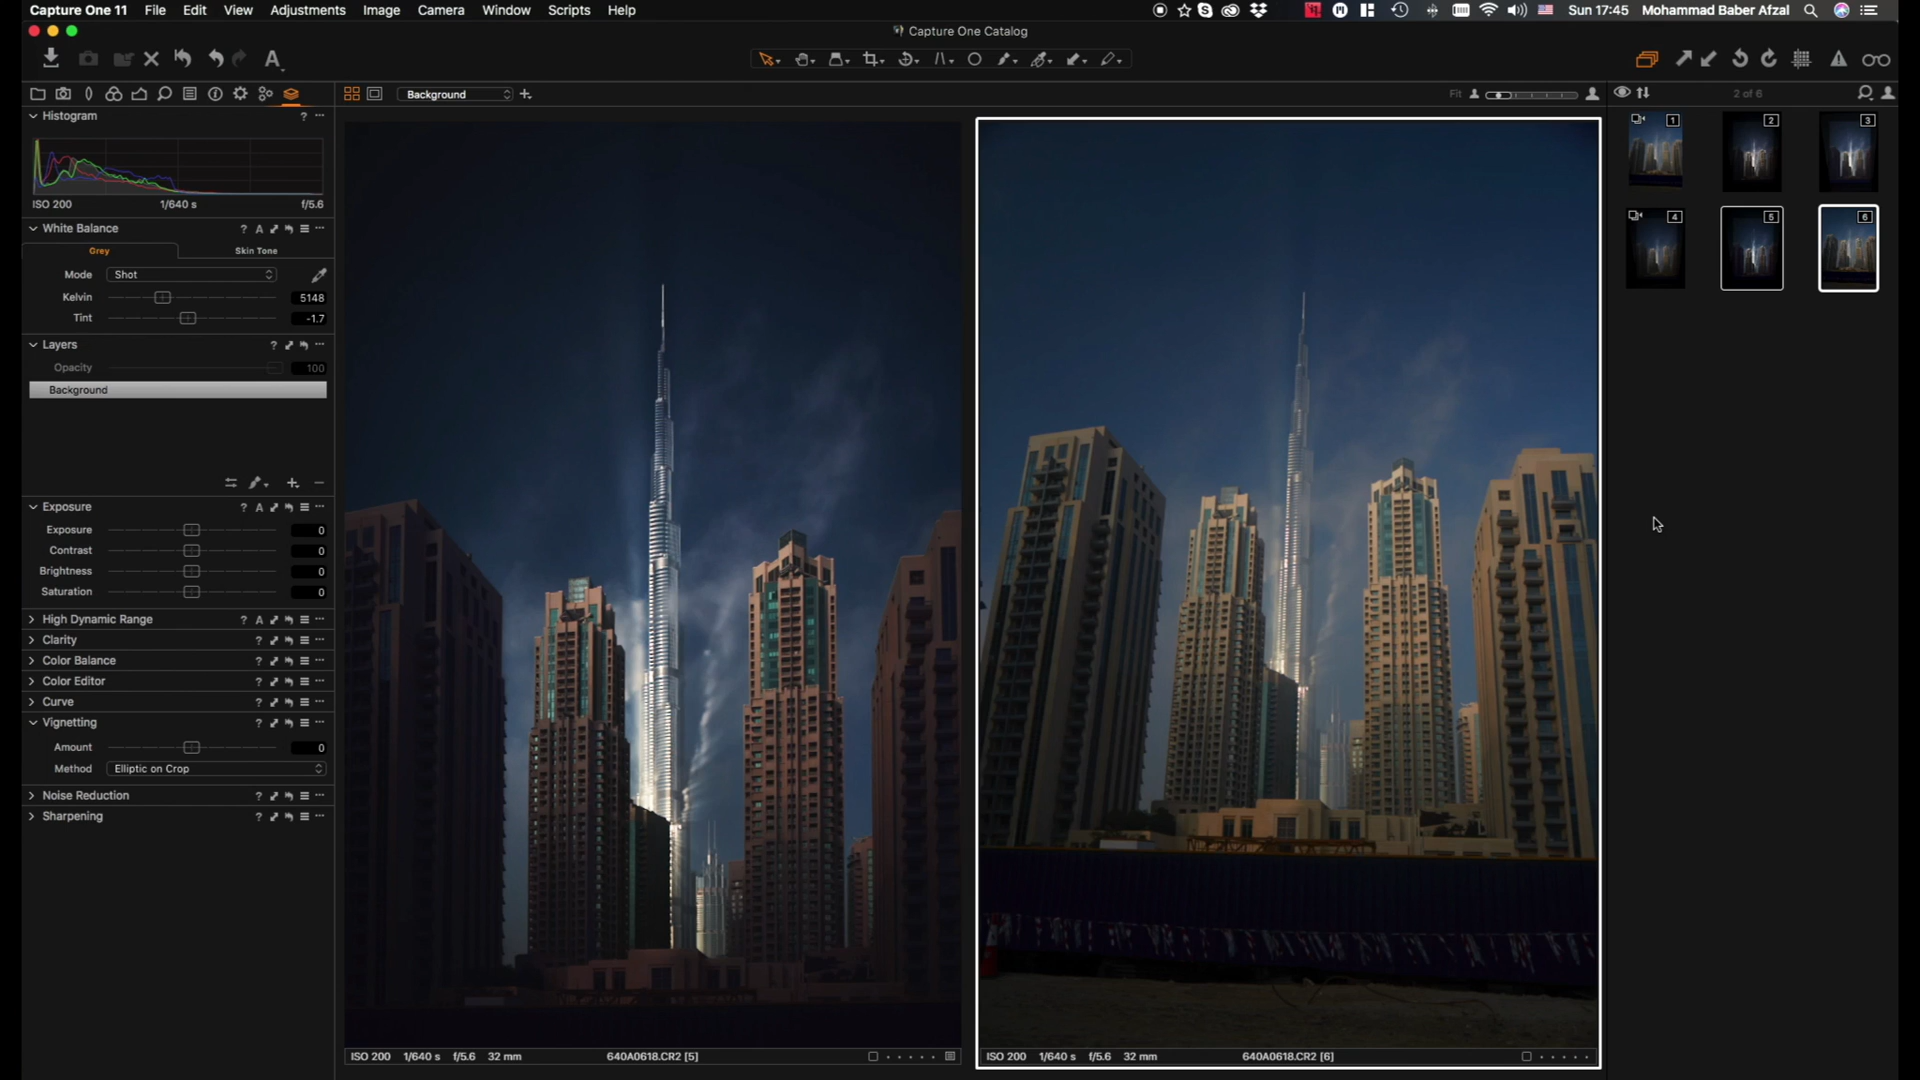 Capture One 11 File Edit View Adjustments Image Camera Window Scripts Help Sun 17:45 Mohammad Baber Afzal
Capture One Catalog
Background
Fit
2 of 6
Histogram
ISO 200 1/640 s f/5.6
White Balance
Grey Skin Tone
Mode Shot
Kelvin 5148
Tint -1.7
Layers
Opacity 100
Background
Exposure
Exposure 0
Contrast 0
Brightness 0
Saturation 0
High Dynamic Range
Clarity
Color Balance
Color Editor
Curve
Vignetting
Amount 0
Method Elliptic on Crop
Noise Reduction
Sharpening
ISO 200 1/640 s f/5.6 32 mm 640A0618.CR2 [5]
ISO 200 1/640 s f/5.6 32 mm 640A0618.CR2 [6]
1 2 3
4 5 6